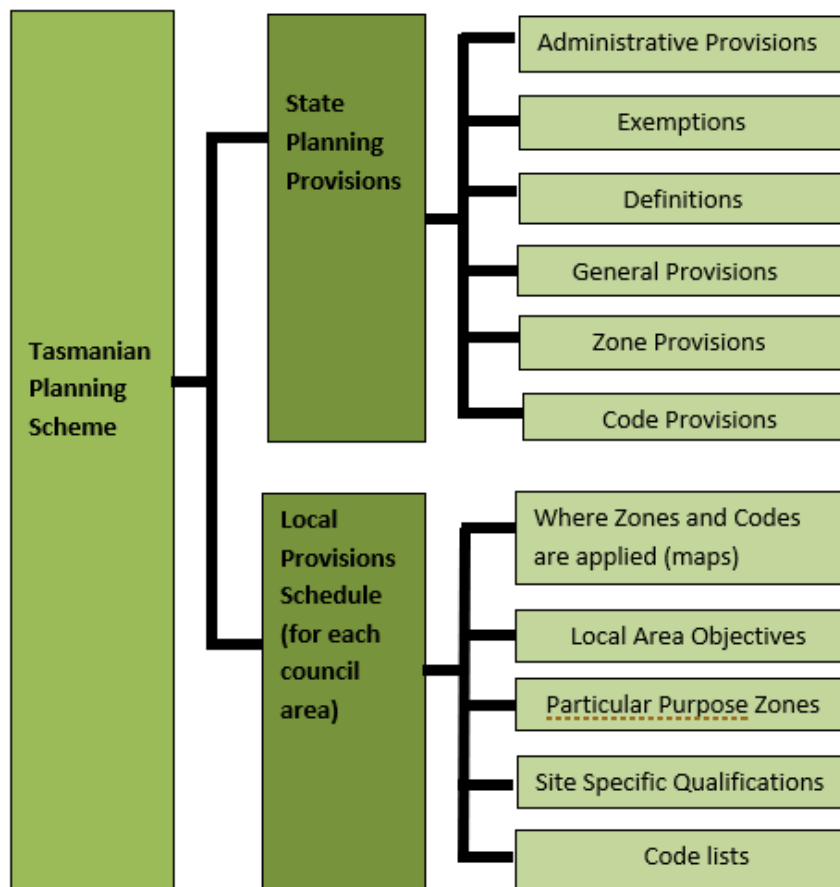 Tasmanian
Planning
Scheme
State
Planning
Provisions
Administrative Provisions
Exemptions
Definitions
General Provisions
Zone Provisions
Code Provisions
Local
Provisions
Schedule
(for each
council
area)
Where Zones and Codes
are applied (maps)
Local Area Objectives
Particular Purpose Zones
Site Specific Qualifications
Code lists